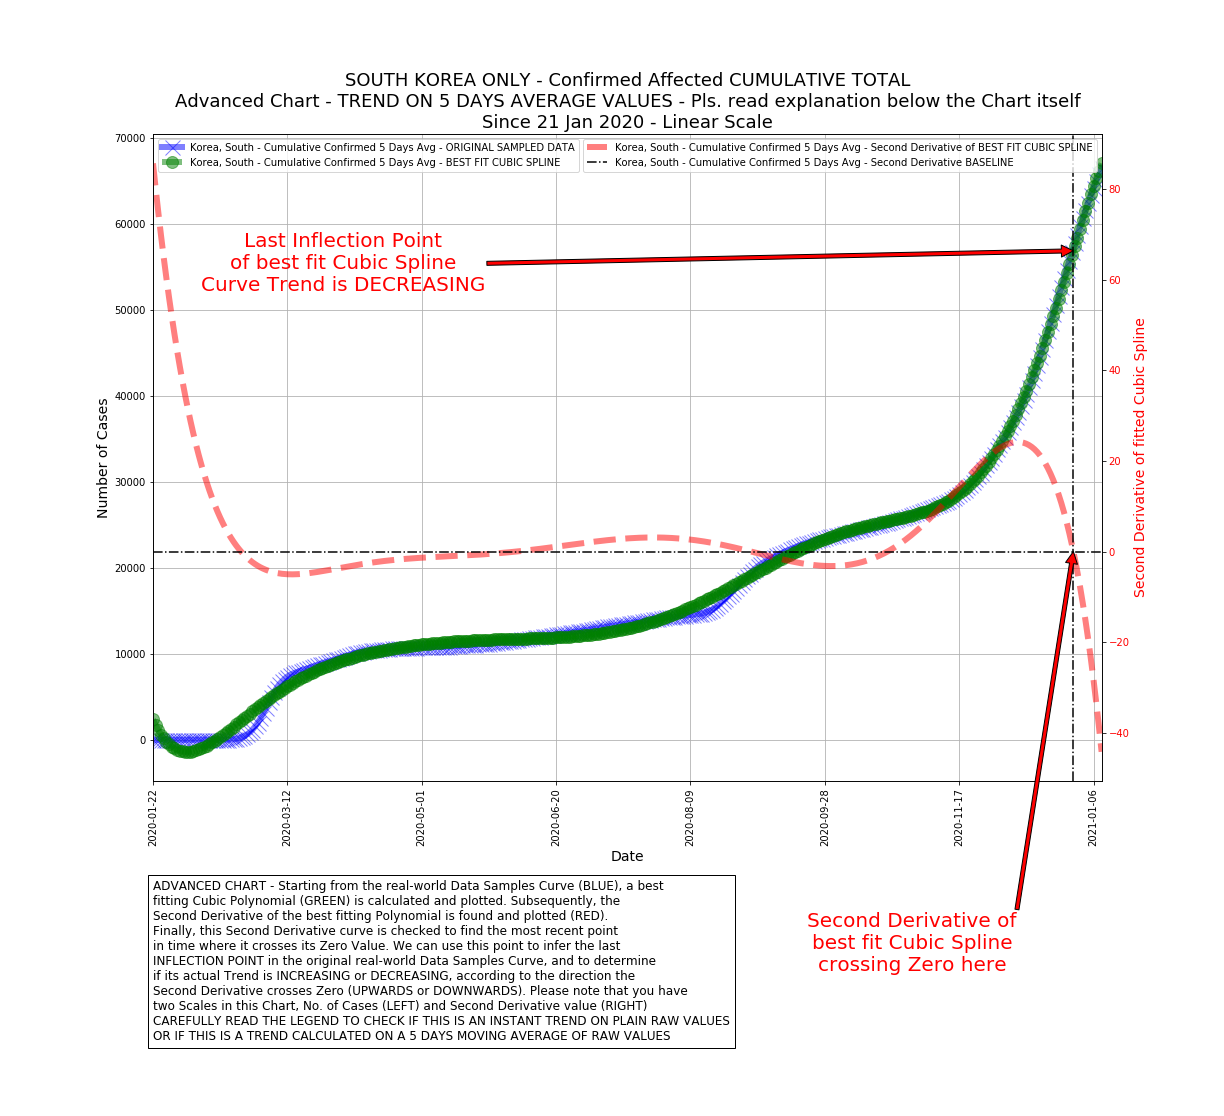 SOUTH KOREA ONLY - Confirmed Affected CUMULATIVE TOTAL
Advanced Chart - TREND ON 5 DAYS AVERAGE VALUES - Pls. read explanation below the Chart itself
Since 21 Jan 2020 - Linear Scale
Korea, South - Cumulative Confirmed 5 Days Avg - ORIGINAL SAMPLED DATA
Korea, South - Cumulative Confirmed 5 Days Avg - BEST FIT CUBIC SPLINE
Korea, South - Cumulative Confirmed 5 Days Avg - Second Derivative of BEST FIT CUBIC SPLINE
Korea, South - Cumulative Confirmed 5 Days Avg - Second Derivative BASELINE
Last Inflection Point
of best fit Cubic Spline
Curve Trend is DECREASING
Number of Cases
70000
60000
50000
40000
30000
20000
10000
0
Second Derivative of fitted Cubic Spline
80
60
40
20
0
−20
−40
2020-01-22
2020-03-12
2020-05-01
2020-06-20
2020-08-09
2020-09-28
2020-11-17
2021-01-06
Date
ADVANCED CHART - Starting from the real-world Data Samples Curve (BLUE), a best
fitting Cubic Polynomial (GREEN) is calculated and plotted. Subsequently, the
Second Derivative of the best fitting Polynomial is found and plotted (RED).
Finally, this Second Derivative curve is checked to find the most recent point
in time where it crosses its Zero Value. We can use this point to infer the last
INFLECTION POINT in the original real-world Data Samples Curve, and to determine
if its actual Trend is INCREASING or DECREASING, according to the direction the
Second Derivative crosses Zero (UPWARDS or DOWNWARDS). Please note that you have
two Scales in this Chart, No. of Cases (LEFT) and Second Derivative value (RIGHT)
CAREFULLY READ THE LEGEND TO CHECK IF THIS IS AN INSTANT TREND ON PLAIN RAW VALUES
OR IF THIS IS A TREND CALCULATED ON A 5 DAYS MOVING AVERAGE OF RAW VALUES
Second Derivative of
best fit Cubic Spline
crossing Zero here